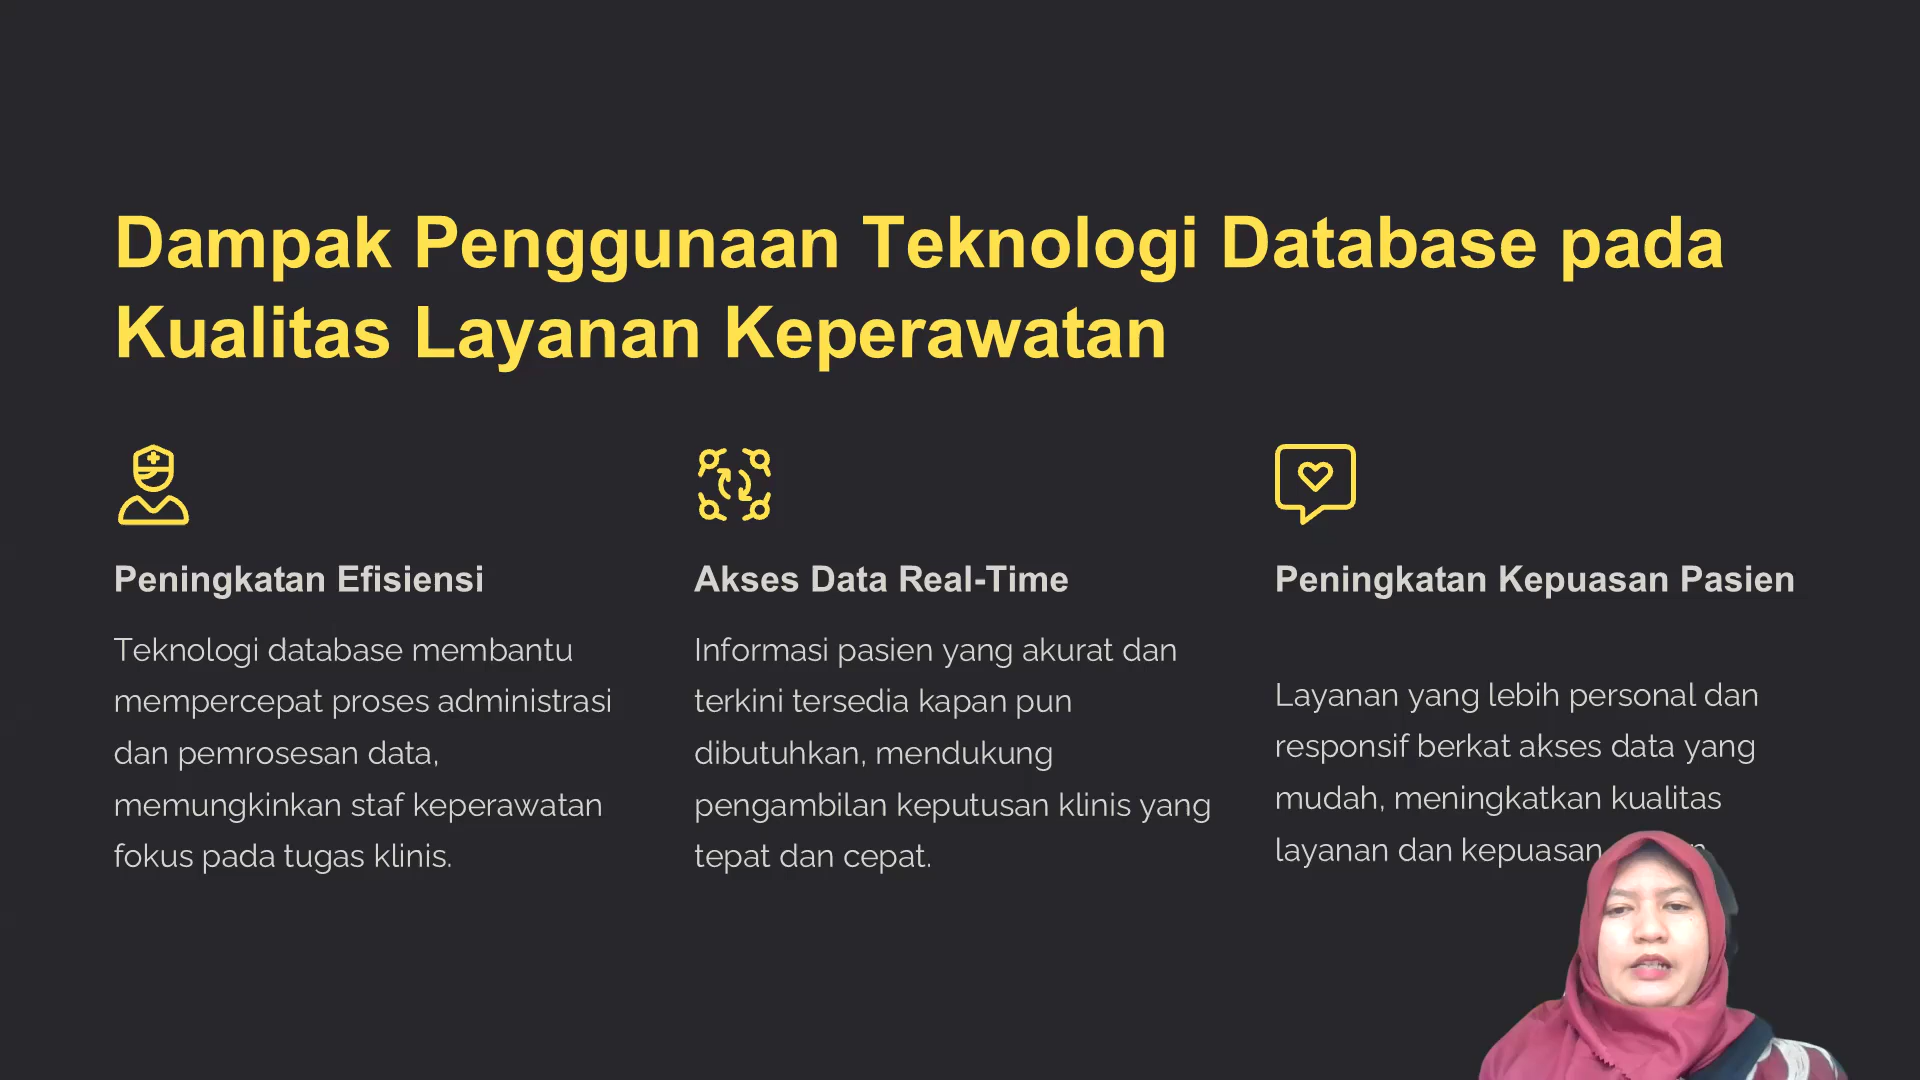 Dampak Penggunaan Teknologi Database pada
Kualitas Layanan Keperawatan
Peningkatan Efisiensi
Teknologi database membantu
mempercepat proses administrasi
dan pemrosesan data,
memungkinkan staf keperawatan
fokus pada tugas klinis.
Akses Data Real-Time
Informasi pasien yang akurat dan
terkini tersedia kapan pun
dibutuhkan, mendukung
pengambilan keputusan klinis yang
tepat dan cepat.
Peningkatan Kepuasan Pasien
Layanan yang lebih personal dan
responsif berkat akses data yang
mudah, meningkatkan kualitas
layanan dan kepuasan